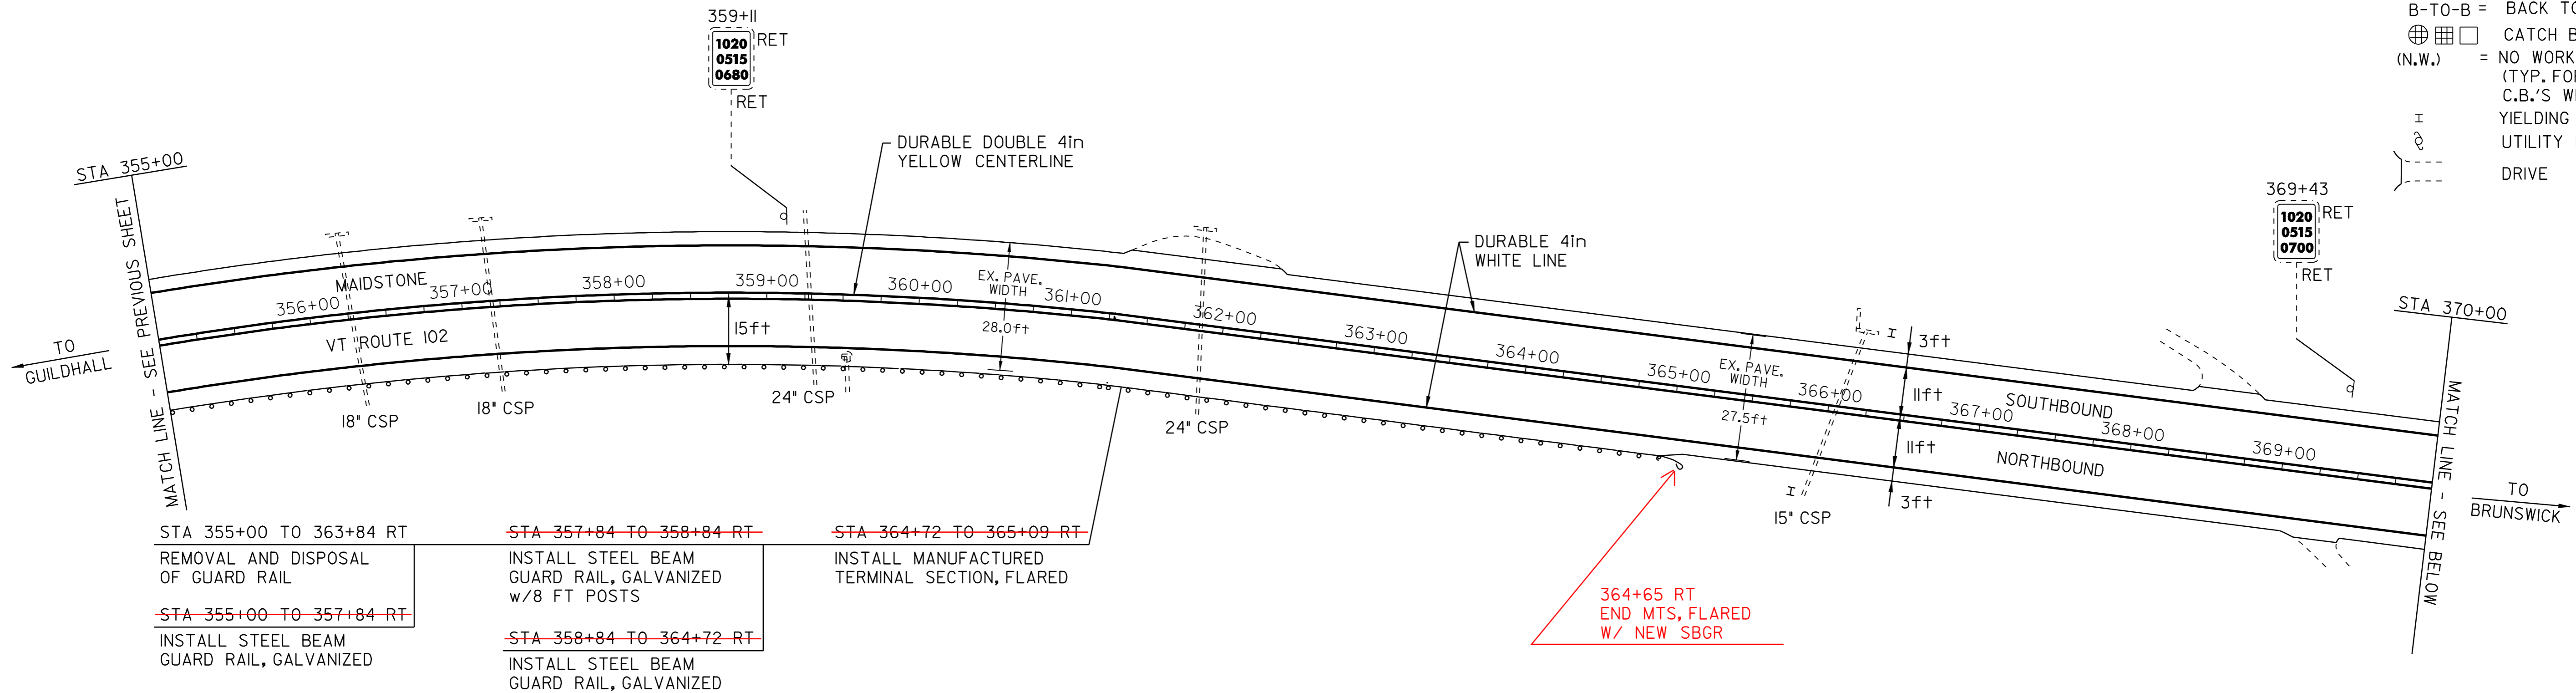 359+11
1020
0515
0680
RET
RET
B-TO-B = BACK TO
CATCH B
(N.W.) = NO WORK
(TYP. FOR
C.B.'S W
YIELDING
UTILITY
DRIVE
369+43
1020
0515
0700
RET
RET
STA 355+00
MATCH LINE - SEE PREVIOUS SHEET
TO
GUILDHALL
DURABLE DOUBLE 4in
YELLOW CENTERLINE
DURABLE 4in
WHITE LINE
MAIDSTONE
VT ROUTE 102
356+00
357+00
358+00
359+00
360+00
361+00
362+00
363+00
364+00
365+00
366+00
367+00
368+00
369+00
15ft
EX. PAVE.
WIDTH
28.0ft
EX. PAVE.
WIDTH
27.5ft
3ft
11ft
11ft
3ft
SOUTHBOUND
NORTHBOUND
18" CSP
18" CSP
24" CSP
24" CSP
15" CSP
STA 370+00
MATCH LINE - SEE BELOW
TO
BRUNSWICK
STA 355+00 TO 363+84 RT
REMOVAL AND DISPOSAL
OF GUARD RAIL
STA 355+00 TO 357+84 RT
INSTALL STEEL BEAM
GUARD RAIL, GALVANIZED
STA 357+84 TO 358+84 RT
INSTALL STEEL BEAM
GUARD RAIL, GALVANIZED
w/8 FT POSTS
STA 358+84 TO 364+72 RT
INSTALL STEEL BEAM
GUARD RAIL, GALVANIZED
STA 364+72 TO 365+09 RT
INSTALL MANUFACTURED
TERMINAL SECTION, FLARED
364+65 RT
END MTS, FLARED
W/ NEW SBGR